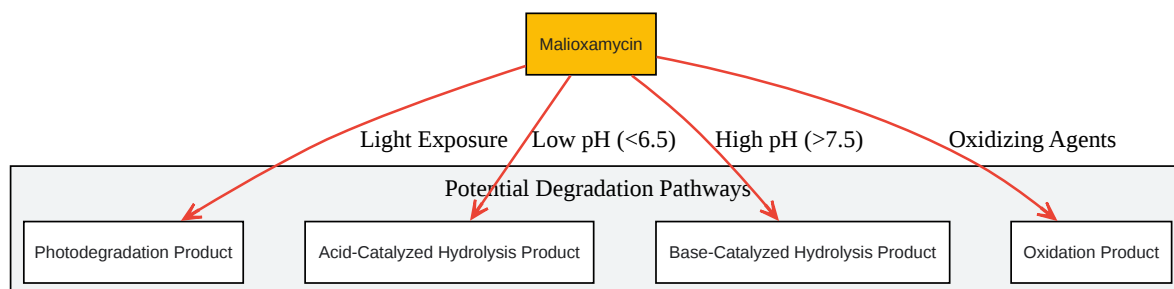 Malioxamycin
Light Exposure
Low pH (<6.5)
High pH (>7.5)
Oxidizing Agents
Potential Degradation Pathways
Photodegradation Product
Acid-Catalyzed Hydrolysis Product
Base-Catalyzed Hydrolysis Product
Oxidation Product